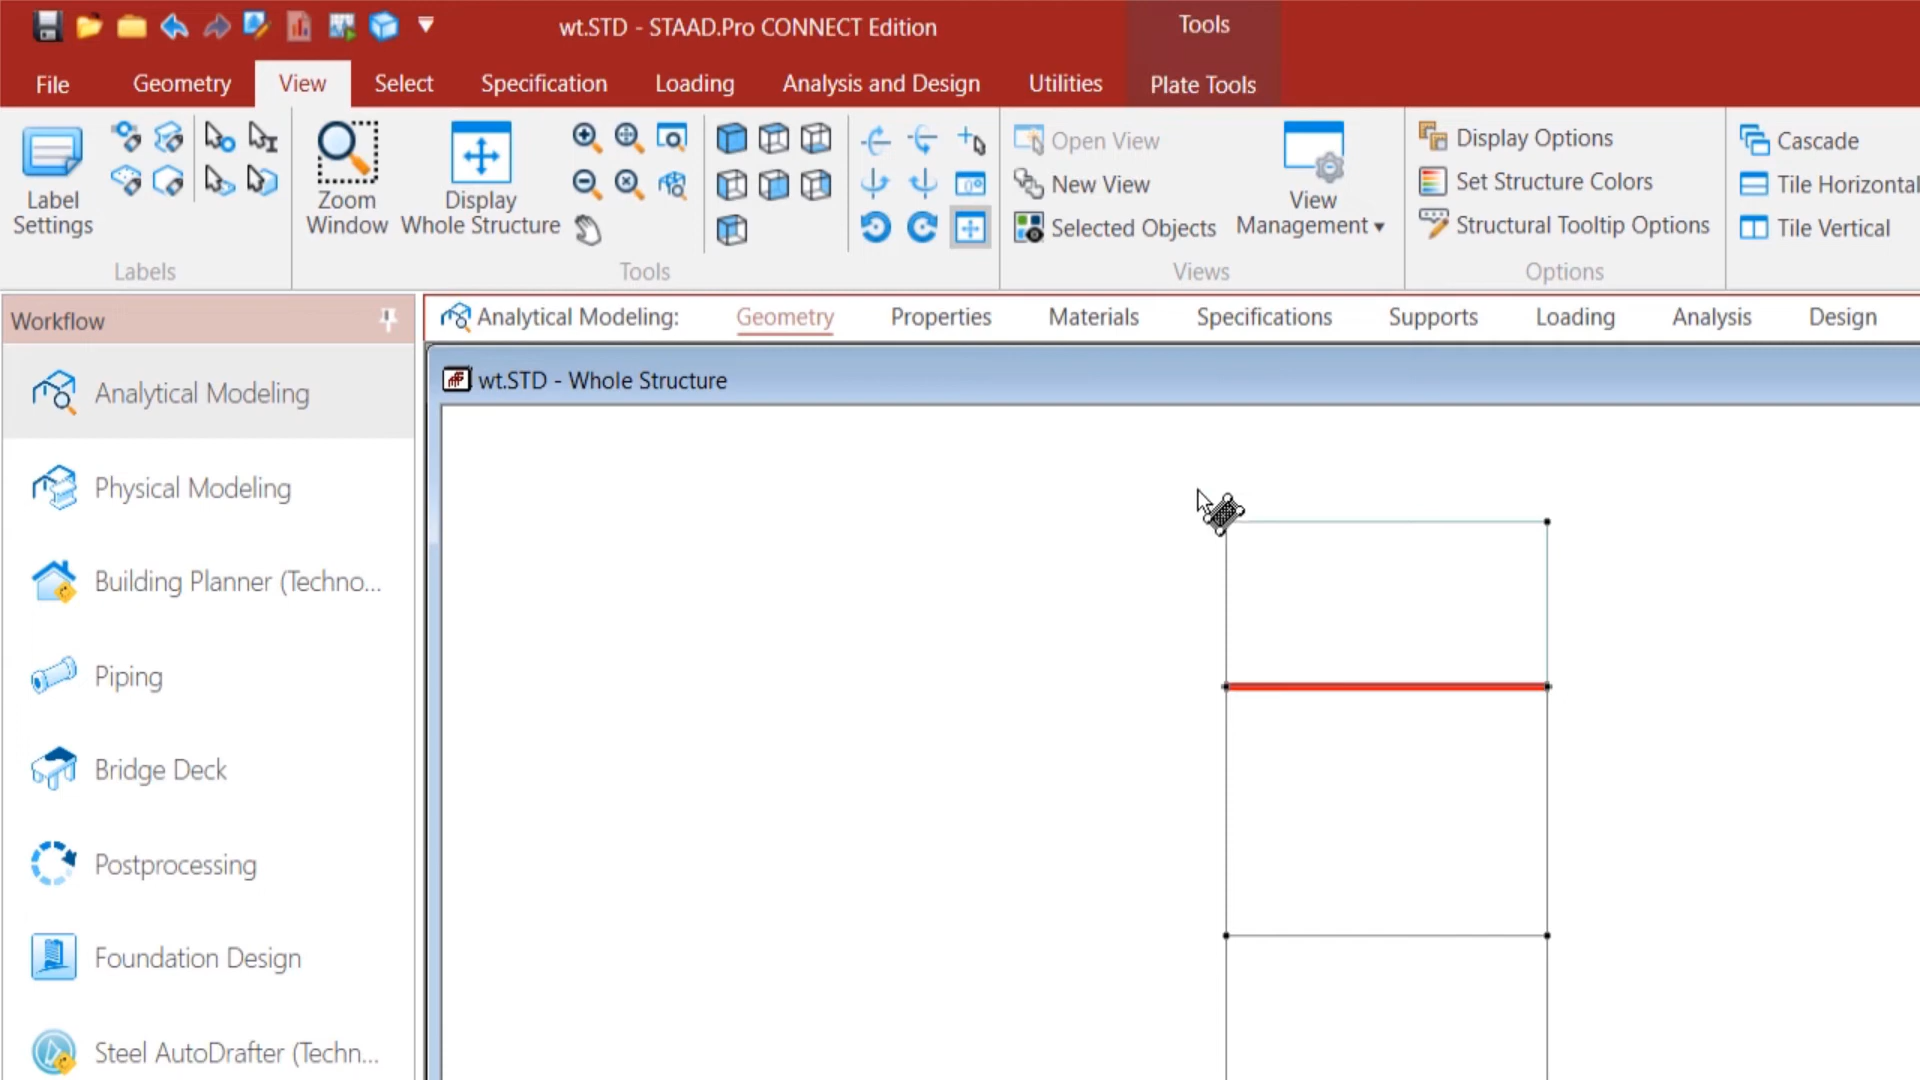 wt.STD - STAAD.Pro CONNECT Edition
Tools
File
Geometry
View
Select
Specification
Loading
Analysis and Design
Utilities
Plate Tools
Label
Settings
Zoom
Window
Display
Whole Structure
Open View
New View
Selected Objects
View
Management
Display Options
Set Structure Colors
Structural Tooltip Options
Cascade
Tile Horizontal
Tile Vertical
Labels
Tools
Views
Options
Workflow
Analytical Modeling:
Geometry
Properties
Materials
Specifications
Supports
Loading
Analysis
Design
wt.STD - Whole Structure
Analytical Modeling
Physical Modeling
Building Planner (Techno...
Piping
Bridge Deck
Postprocessing
Foundation Design
Steel AutoDrafter (Techn...